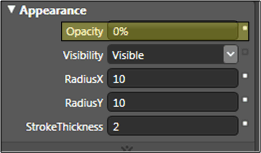 Appearance
Opacity 0%
Visibility Visible
RadiusX 10
RadiusY 10
StrokeThickness 2